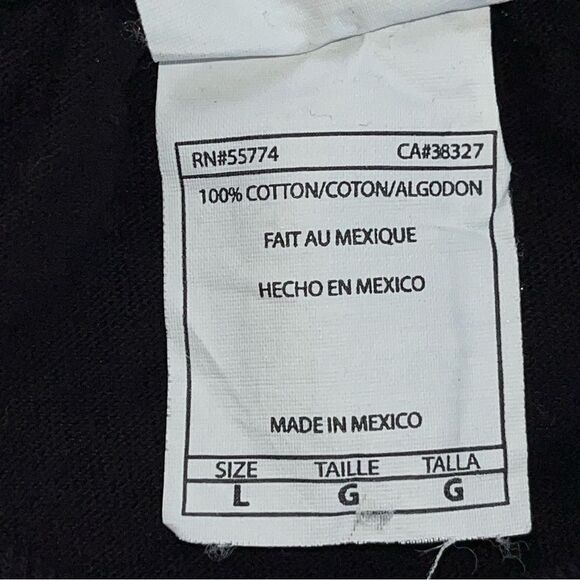 RN#55774 CA#38327
100% COTTON/COTON/ALGODON
FAIT AU MEXIQUE
HECHO EN MEXICO
MADE IN MEXICO
SIZE TAILLE TALLA
L G G